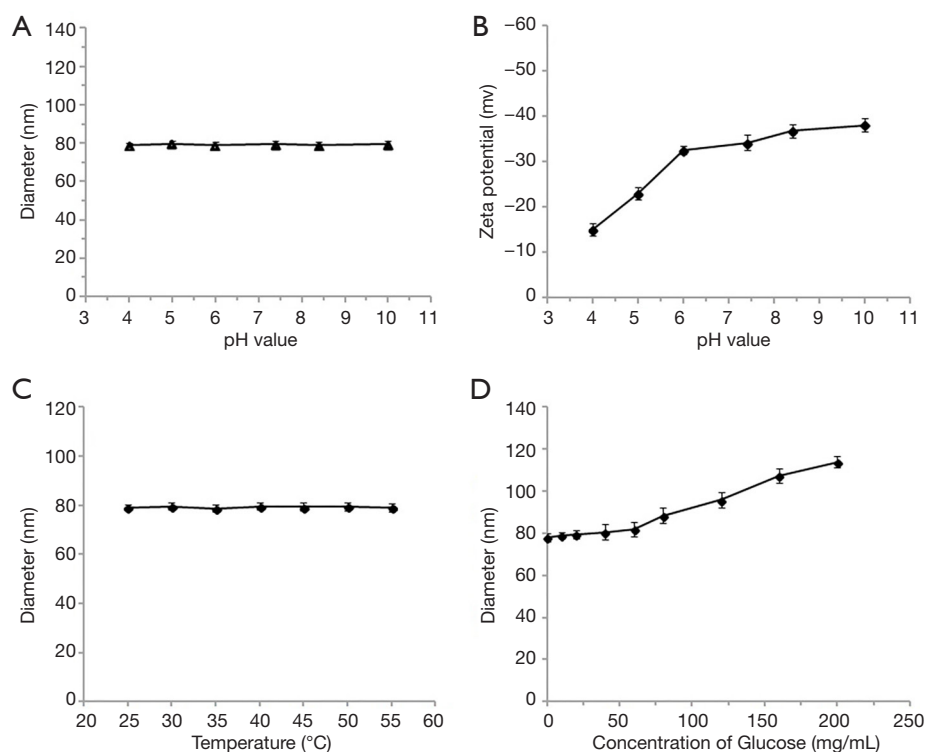 A
140
120
100
80
60
40
20
0
Diameter (nm)
3 4 5 6 7 8 9 10 11
pH value
B
−60
−50
−40
−30
−20
−10
0
Zeta potential (mv)
3 4 5 6 7 8 9 10 11
pH value
C
120
100
80
60
40
20
0
Diameter (nm)
20 25 30 35 40 45 50 55 60
Temperature (°C)
D
140
120
100
80
60
40
20
0
Diameter (nm)
0 50 100 150 200 250
Concentration of Glucose (mg/mL)